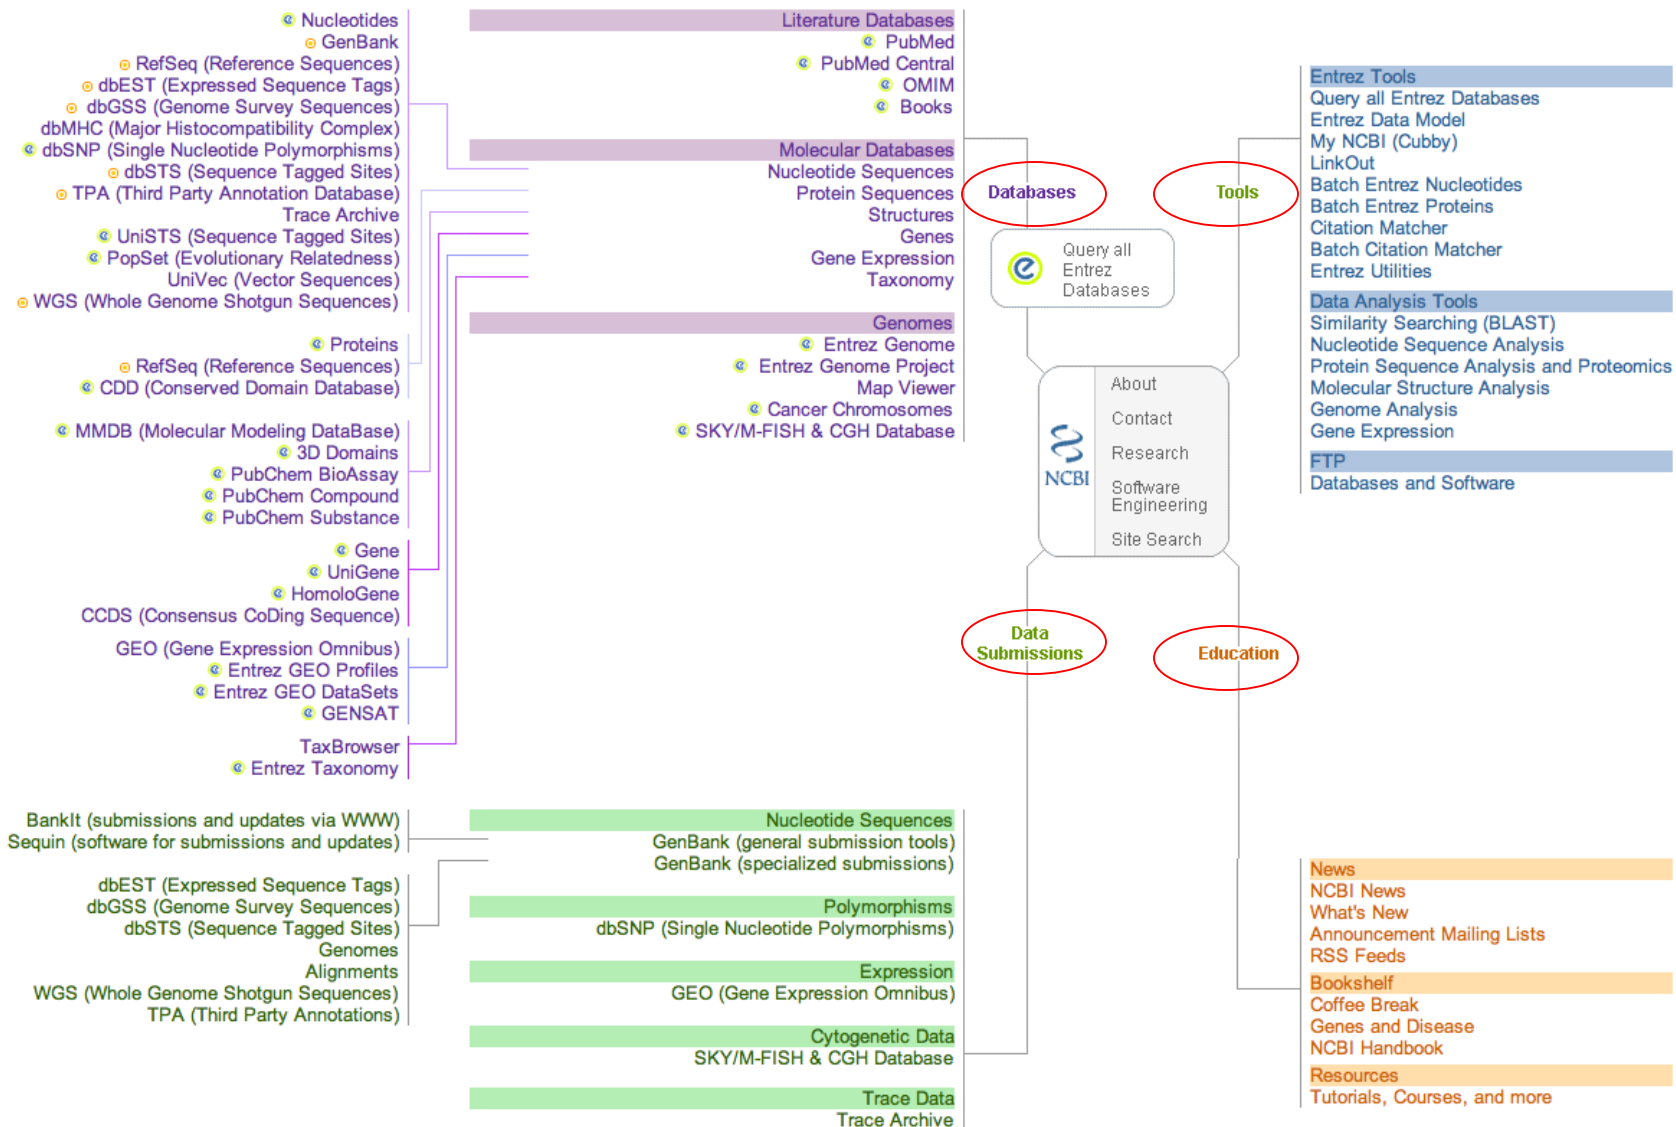 Nucleotides
GenBank
RefSeq (Reference Sequences)
dbEST (Expressed Sequence Tags)
dbGSS (Genome Survey Sequences)
dbMHC (Major Histocompatibility Complex)
dbSNP (Single Nucleotide Polymorphisms)
dbSTS (Sequence Tagged Sites)
TPA (Third Party Annotation Database)
Trace Archive
UniSTS (Sequence Tagged Sites)
PopSet (Evolutionary Relatedness)
UniVec (Vector Sequences)
WGS (Whole Genome Shotgun Sequences)
Proteins
RefSeq (Reference Sequences)
CDD (Conserved Domain Database)
MMDB (Molecular Modeling DataBase)
3D Domains
PubChem BioAssay
PubChem Compound
PubChem Substance
Gene
UniGene
HomoloGene
CCDS (Consensus CoDing Sequence)
GEO (Gene Expression Omnibus)
Entrez GEO Profiles
Entrez GEO DataSets
GENSAT
TaxBrowser
Entrez Taxonomy
Literature Databases
PubMed
PubMed Central
OMIM
Books
Molecular Databases
Nucleotide Sequences
Protein Sequences
Structures
Genes
Gene Expression
Taxonomy
Genomes
Entrez Genome
Entrez Genome Project
Map Viewer
Cancer Chromosomes
SKY/M-FISH & CGH Database
Databases
Query all
Entrez
Databases
Tools
Entrez Tools
Query all Entrez Databases
Entrez Data Model
My NCBI (Cubby)
LinkOut
Batch Entrez Nucleotides
Batch Entrez Proteins
Citation Matcher
Batch Citation Matcher
Entrez Utilities
Data Analysis Tools
Similarity Searching (BLAST)
Nucleotide Sequence Analysis
Protein Sequence Analysis and Proteomics
Molecular Structure Analysis
Genome Analysis
Gene Expression
FTP
Databases and Software
NCBI
About
Contact
Research
Software
Engineering
Site Search
Data
Submissions
Education
BankIt (submissions and updates via WWW)
Sequin (software for submissions and updates)
dbEST (Expressed Sequence Tags)
dbGSS (Genome Survey Sequences)
dbSTS (Sequence Tagged Sites)
Genomes
Alignments
WGS (Whole Genome Shotgun Sequences)
TPA (Third Party Annotations)
Nucleotide Sequences
GenBank (general submission tools)
GenBank (specialized submissions)
Polymorphisms
dbSNP (Single Nucleotide Polymorphisms)
Expression
GEO (Gene Expression Omnibus)
Cytogenetic Data
SKY/M-FISH & CGH Database
Trace Data
Trace Archive
News
NCBI News
What's New
Announcement Mailing Lists
RSS Feeds
Bookshelf
Coffee Break
Genes and Disease
NCBI Handbook
Resources
Tutorials, Courses, and more